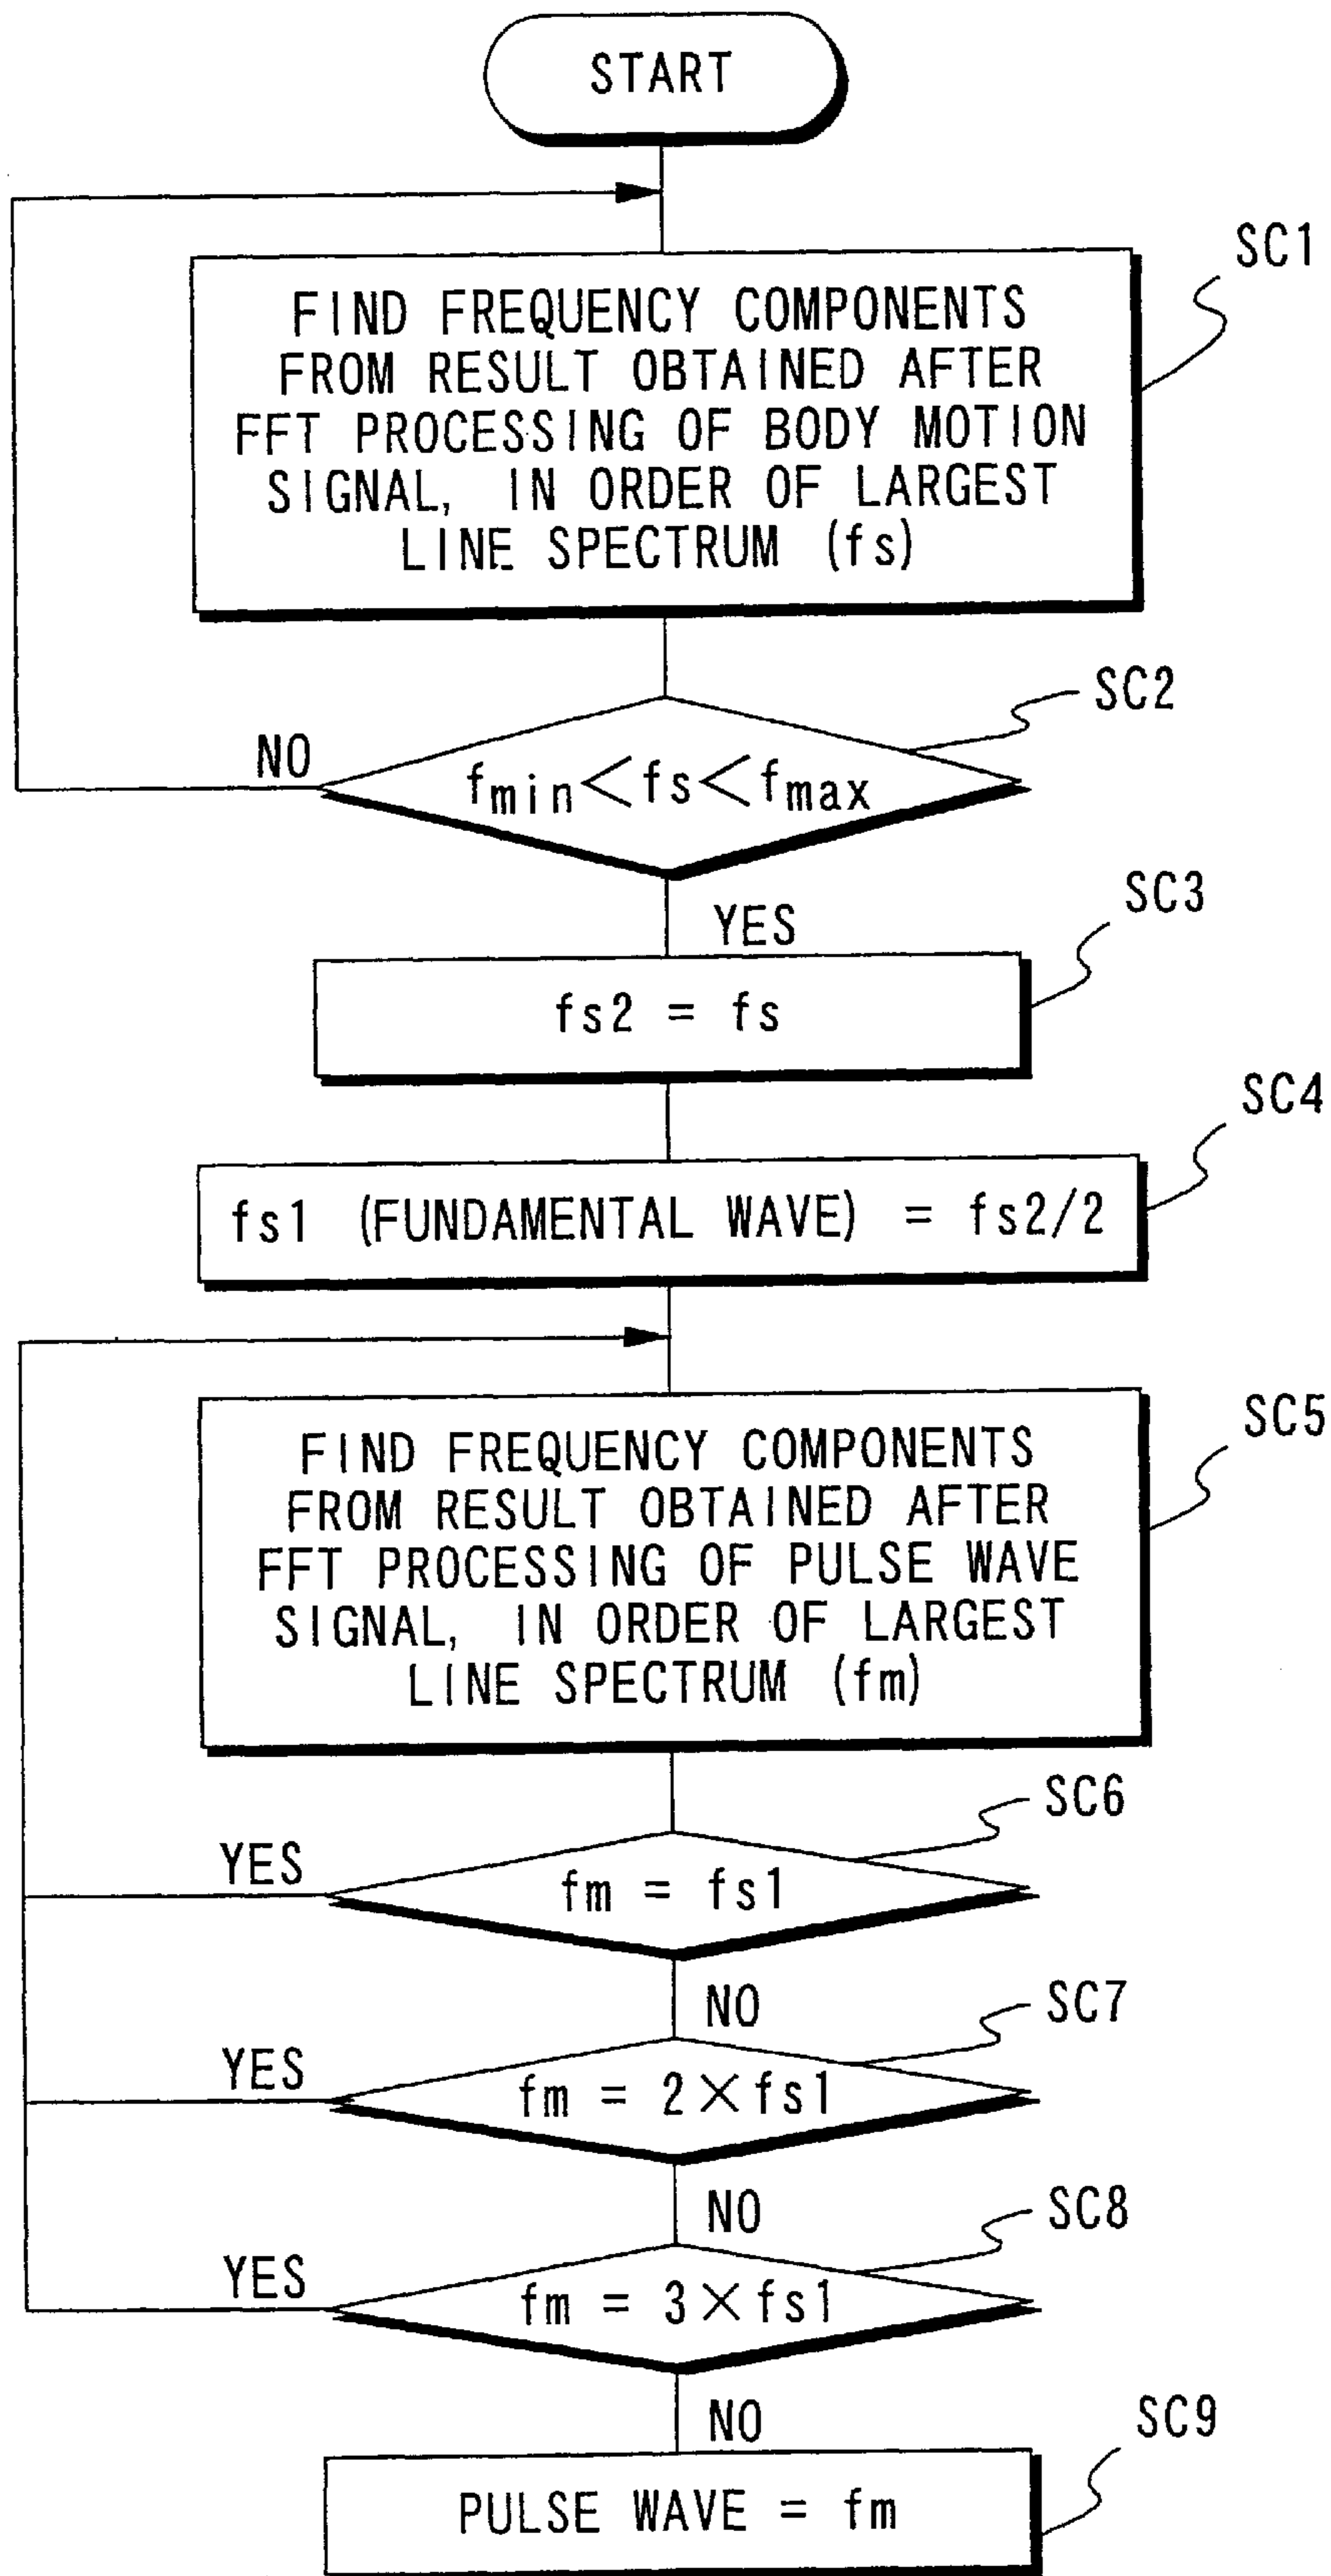 START
SC1
FIND FREQUENCY COMPONENTS
FROM RESULT OBTAINED AFTER
FFT PROCESSING OF BODY MOTION
SIGNAL, IN ORDER OF LARGEST
LINE SPECTRUM (fs)
SC2
NO
fmin<fs<fmax
YES
SC3
fs2 = fs
SC4
fs1 (FUNDAMENTAL WAVE) = fs2/2
SC5
FIND FREQUENCY COMPONENTS
FROM RESULT OBTAINED AFTER
FFT PROCESSING OF PULSE WAVE
SIGNAL, IN ORDER OF LARGEST
LINE SPECTRUM (fm)
SC6
YES
fm = fs1
NO
SC7
YES
fm = 2×fs1
NO
SC8
YES
fm = 3×fs1
NO
SC9
PULSE WAVE = fm